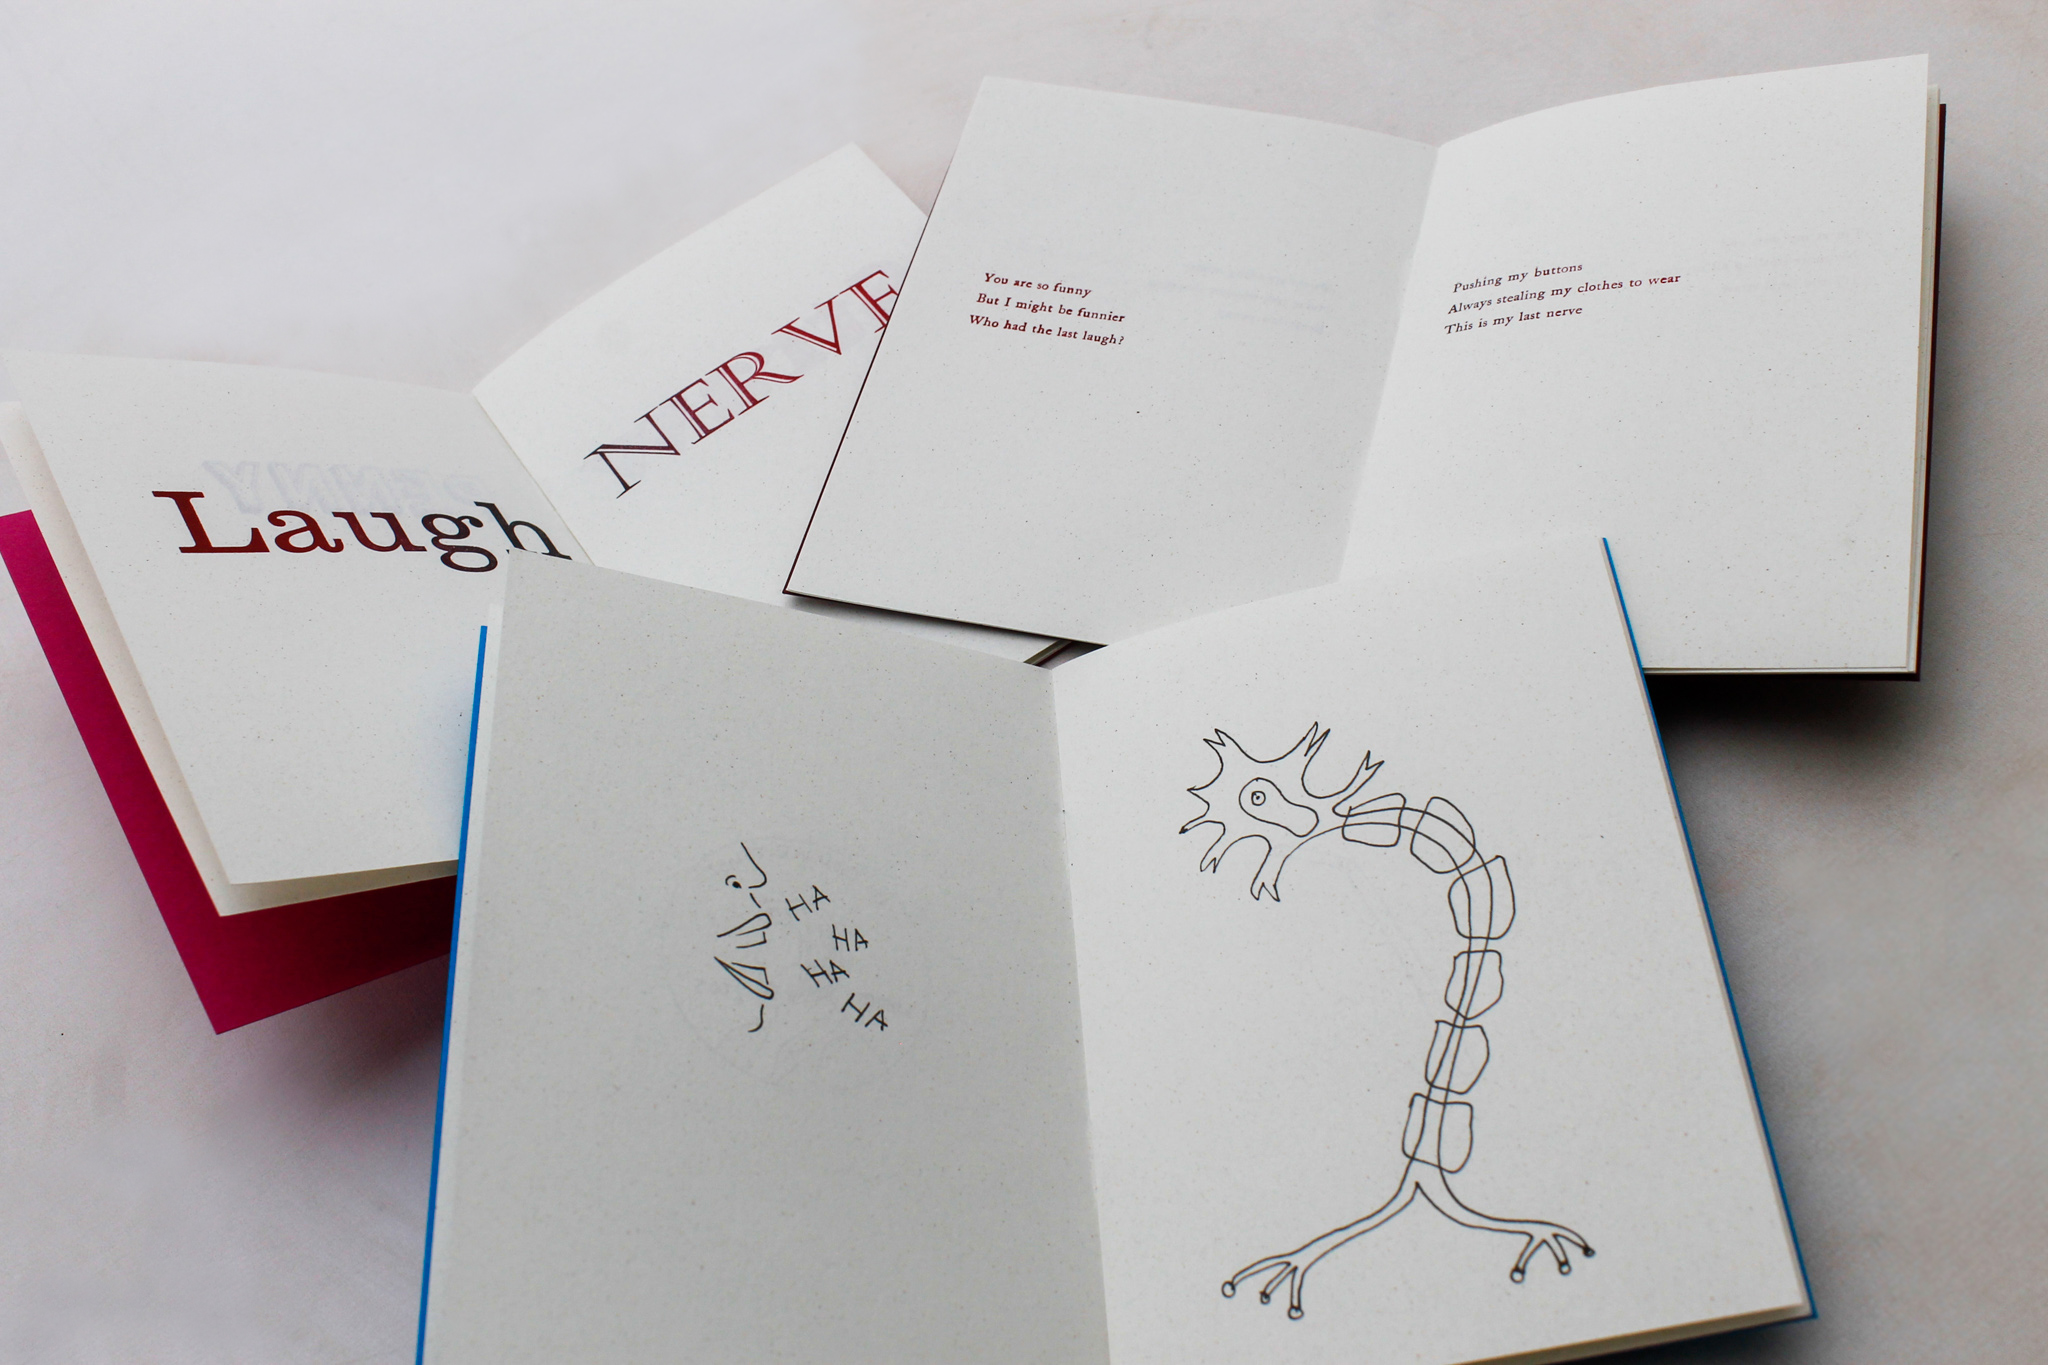 Laugh
NERVE
You are so funny
But I might be funnier
Who had the last laugh?
Pushing my buttons
Always stealing my clothes to wear
This is my last nerve
HA
HA
HA
HA